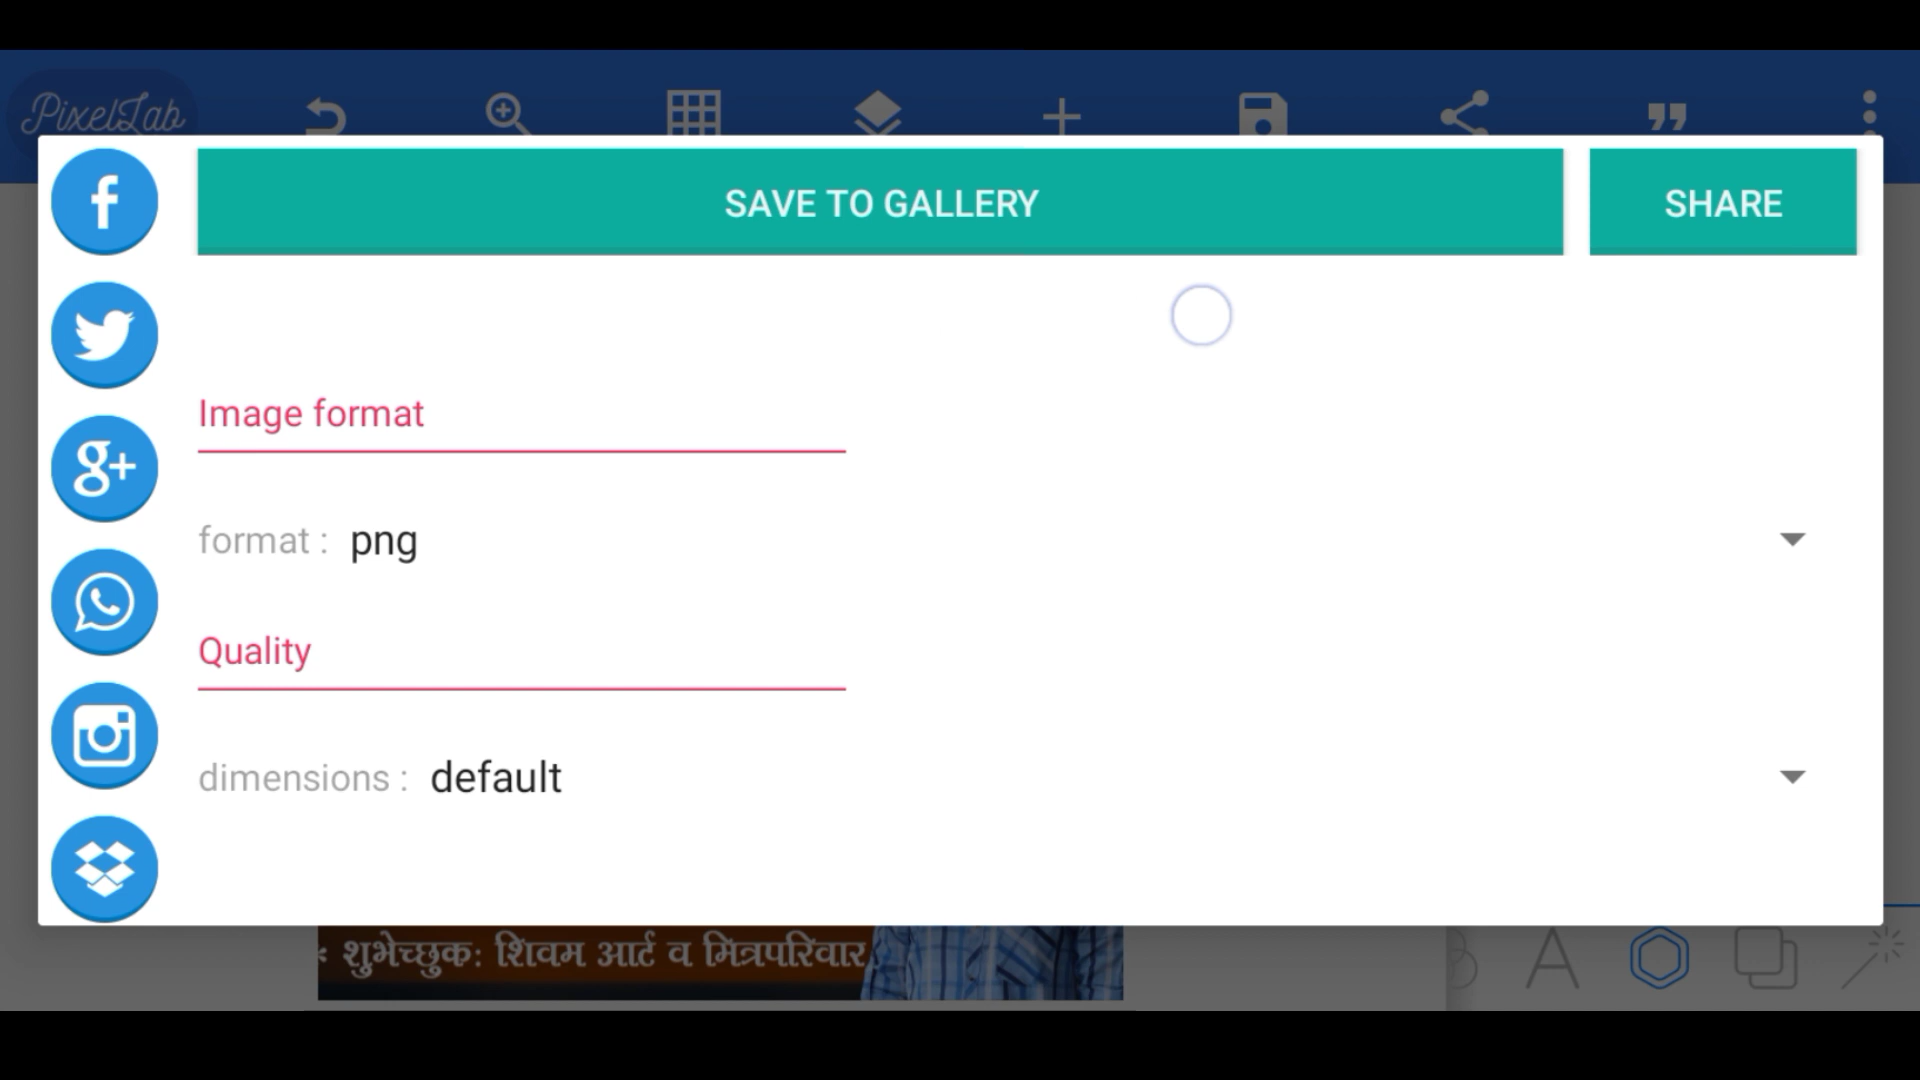 PixelLab
SAVE TO GALLERY
SHARE
Image format
format : png
Quality
dimensions : default
शुभेच्छुक: शिवम आर्ट व मित्रपरिवार